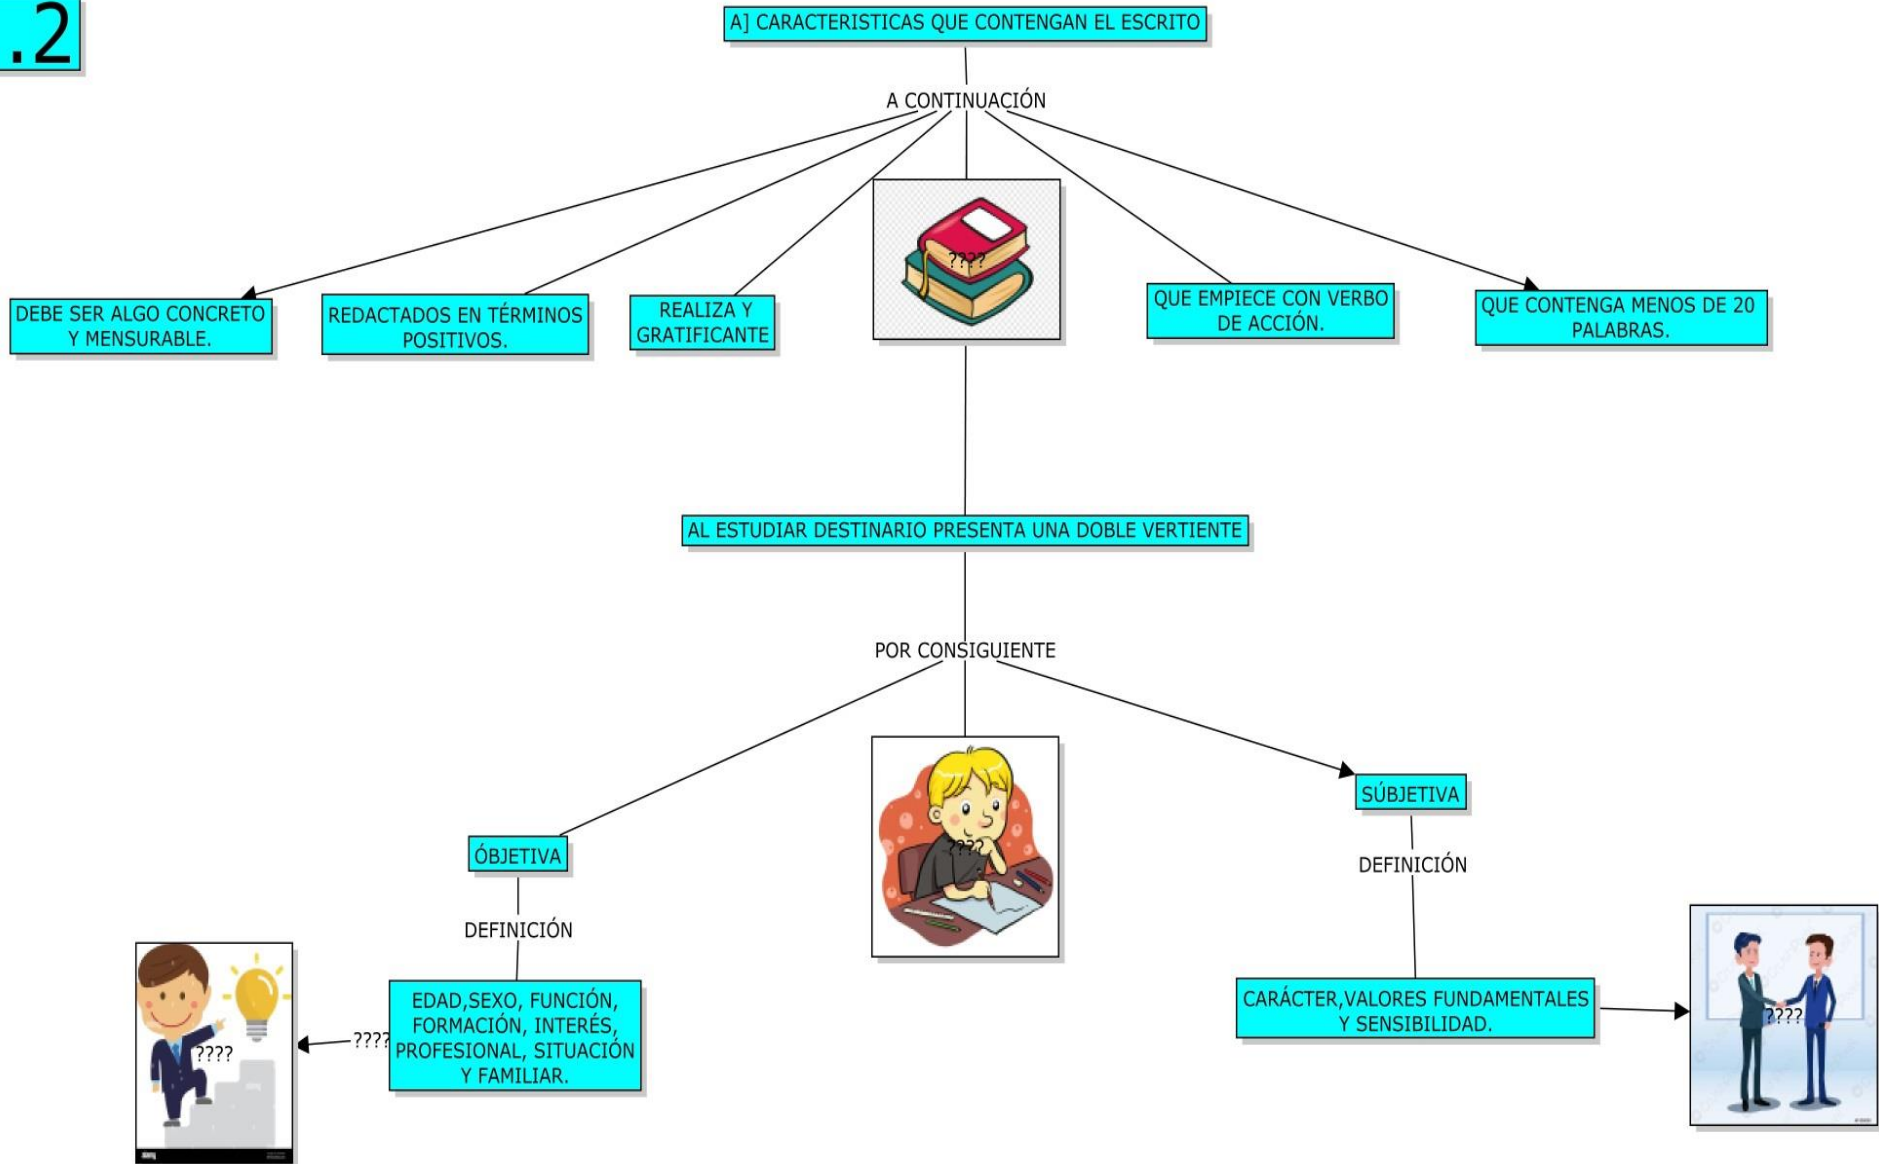 .2
A] CARACTERISTICAS QUE CONTENGAN EL ESCRITO
A CONTINUACIÓN
DEBE SER ALGO CONCRETO
Y MENSURABLE.
REDACTADOS EN TÉRMINOS
POSITIVOS.
REALIZA Y
GRATIFICANTE
????
QUE EMPIECE CON VERBO
DE ACCIÓN.
QUE CONTENGA MENOS DE 20
PALABRAS.
AL ESTUDIAR DESTINARIO PRESENTA UNA DOBLE VERTIENTE
POR CONSIGUIENTE
????
SÚBJETIVA
ÓBJETIVA
DEFINICIÓN
DEFINICIÓN
EDAD,SEXO, FUNCIÓN,
FORMACIÓN, INTERÉS,
PROFESIONAL, SITUACIÓN
Y FAMILIAR.
????
????
CARÁCTER,VALORES FUNDAMENTALES
Y SENSIBILIDAD.
????